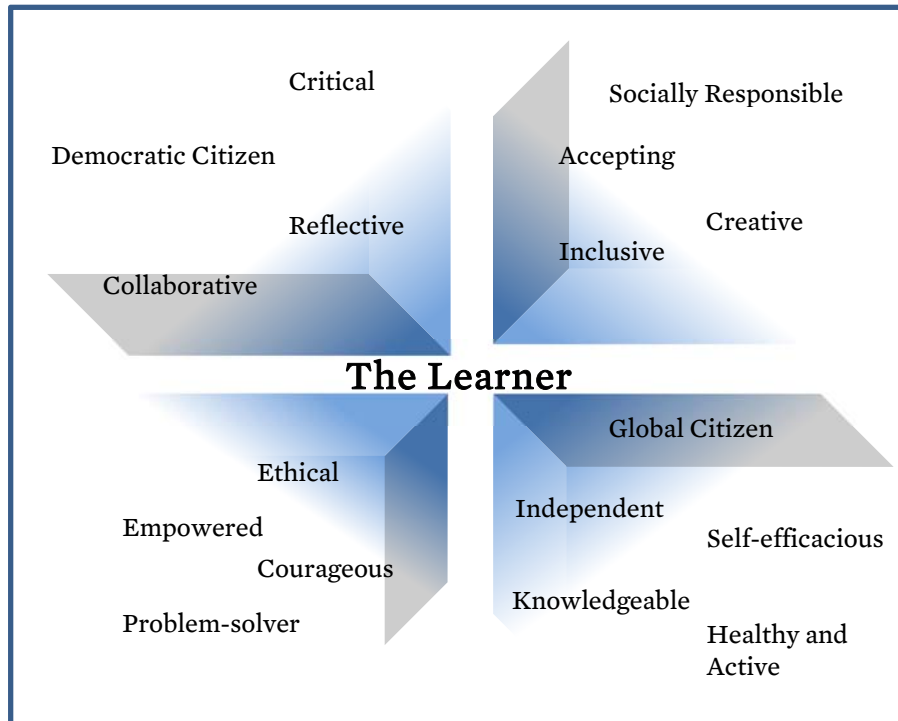 Critical
Socially Responsible
Democratic Citizen
Accepting
Reflective
Creative
Inclusive
Collaborative
The Learner
Global Citizen
Ethical
Independent
Empowered
Self-efficacious
Courageous
Knowledgeable
Problem-solver
Healthy and
Active